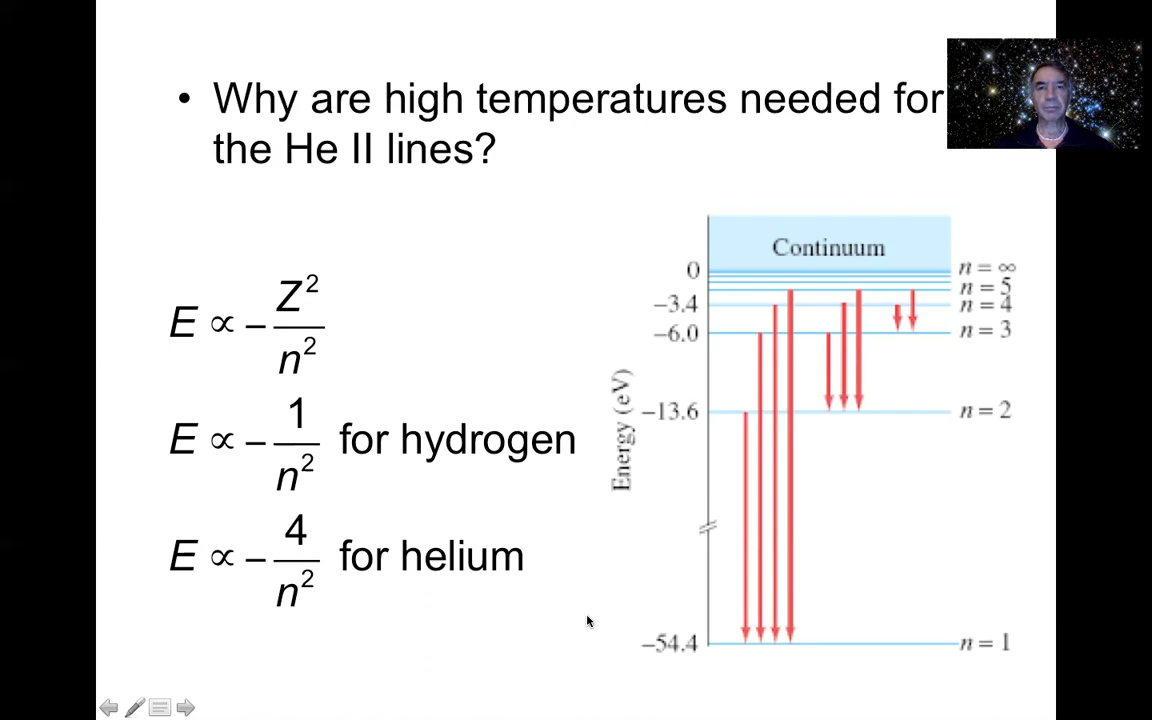 • Why are high temperatures needed for
the He II lines?
E ∝ − Z² / n²
E ∝ − 1 / n² for hydrogen
E ∝ − 4 / n² for helium
Continuum
0
−3.4
−6.0
−13.6
−54.4
Energy (eV)
n = ∞
n = 5
n = 4
n = 3
n = 2
n = 1